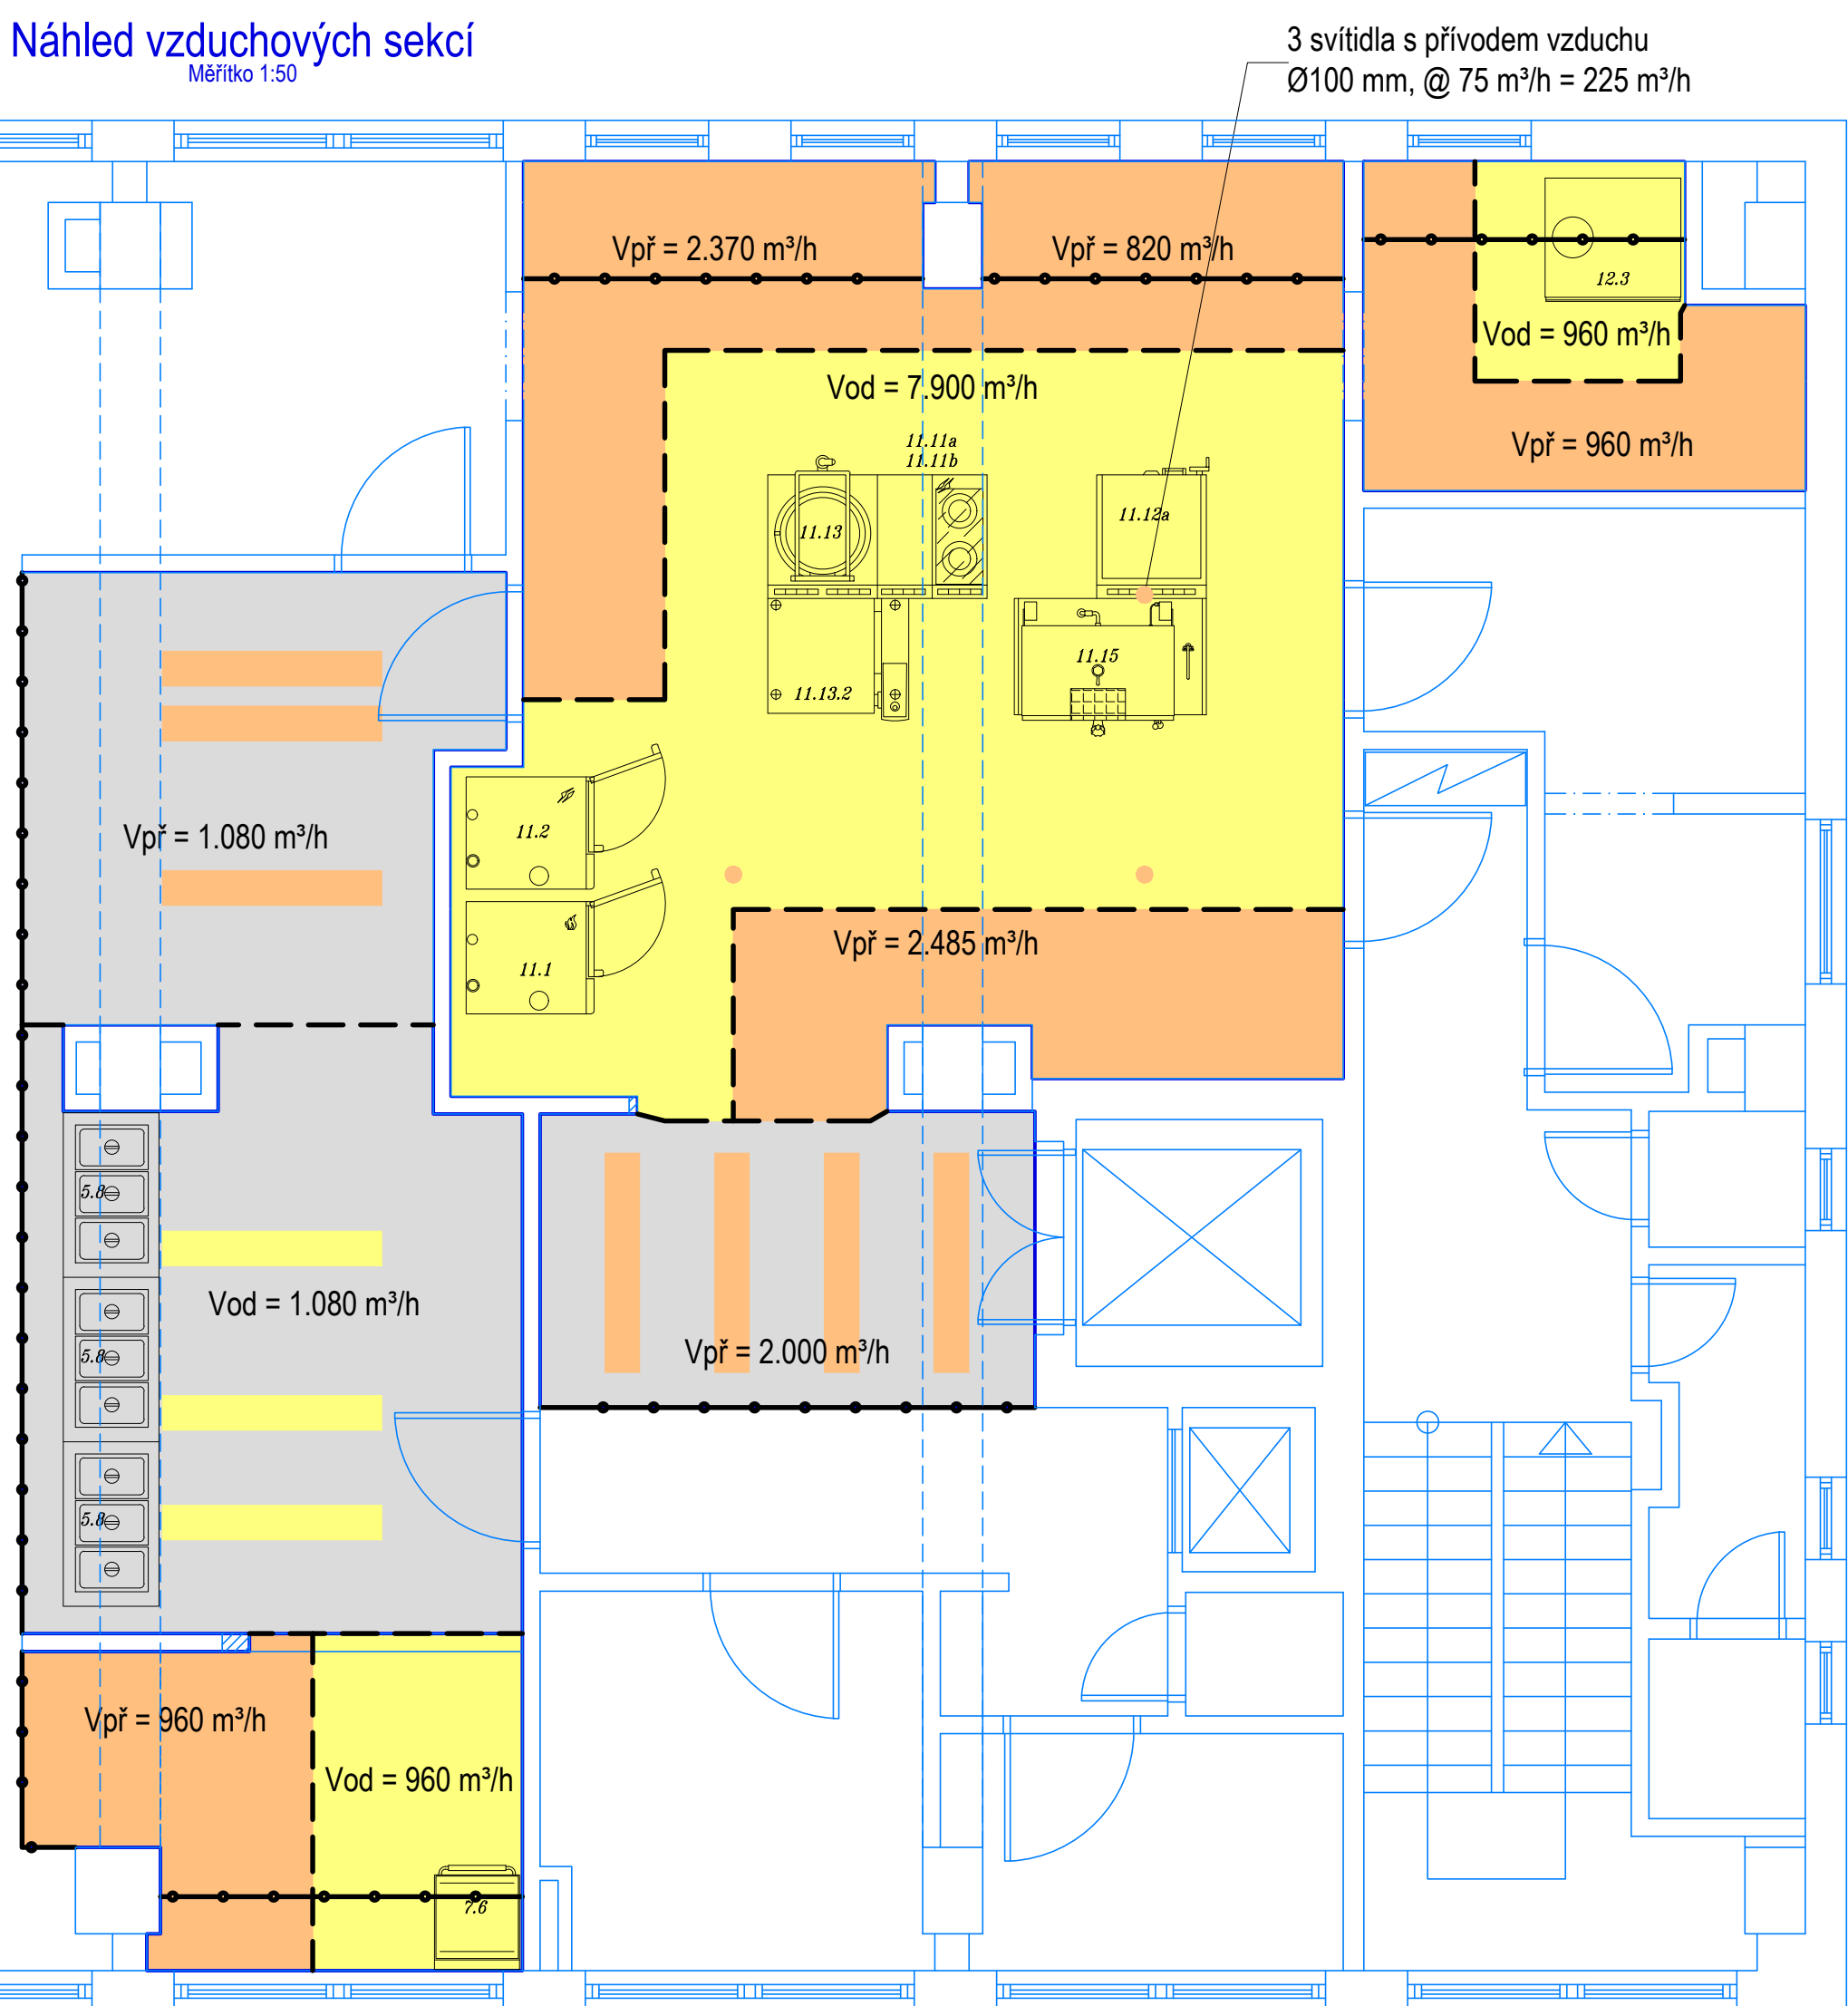 Náhled vzduchových sekcí
Měřítko 1:50
3 svítidla s přívodem vzduchu
Ø100 mm, @ 75 m³/h = 225 m³/h
Vpř = 2.370 m³/h
Vpř = 820 m³/h
12.3
Vod = 960 m³/h
Vod = 7.900 m³/h
Vpř = 960 m³/h
11.11a
11.11b
11.13
11.12a
11.15
11.13.2
11.2
Vpř = 1.080 m³/h
Vpř = 2.485 m³/h
11.1
5.8
Vod = 1.080 m³/h
5.8
Vpř = 2.000 m³/h
5.8
Vpř = 960 m³/h
Vod = 960 m³/h
7.6